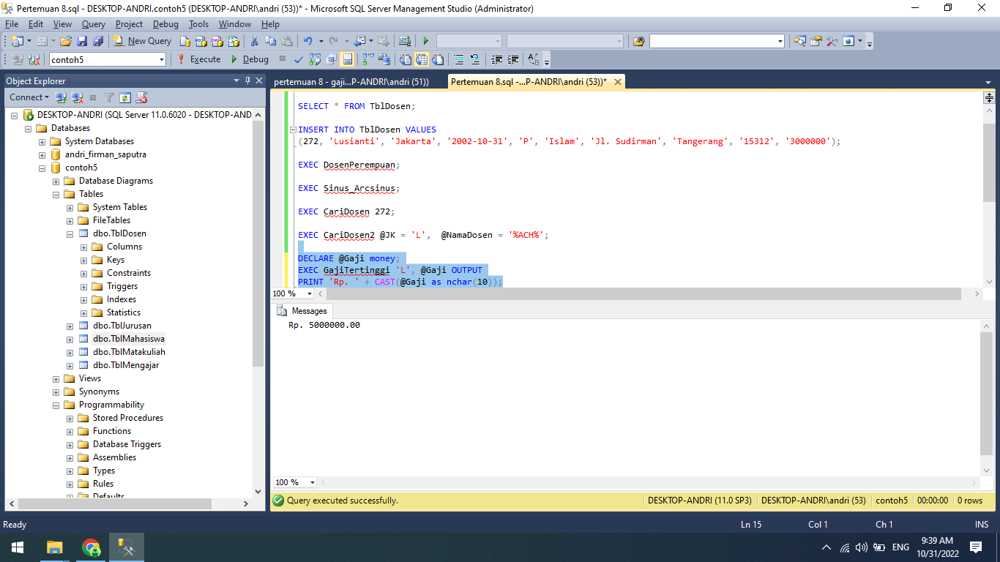 Pertemuan 8.sql - DESKTOP-ANDRI.contoh5 (DESKTOP-ANDRI\andri (53))* - Microsoft SQL Server Management Studio (Administrator)
File Edit View Query Project Debug Tools Window Help
New Query
contoh5 Execute Debug
Object Explorer
Connect
DESKTOP-ANDRI (SQL Server 11.0.6020 - DESKTOP-AND
Databases
System Databases
andri_firman_saputra
contoh5
Database Diagrams
Tables
System Tables
FileTables
dbo.TblDosen
Columns
Keys
Constraints
Triggers
Indexes
Statistics
dbo.TblJurusan
dbo.TblMahasiswa
dbo.TblMatakuliah
dbo.TblMengajar
Views
Synonyms
Programmability
Stored Procedures
Functions
Database Triggers
Assemblies
Types
Rules
Defaults
pertemuan 8 - gaji...P-ANDRI\andri (51))
Pertemuan 8.sql -...P-ANDRI\andri (53))*
SELECT * FROM TblDosen;
INSERT INTO TblDosen VALUES
(272, 'Lusianti', 'Jakarta', '2002-10-31', 'P', 'Islam', 'Jl. Sudirman', 'Tangerang', '15312', '3000000');
EXEC DosenPerempuan;
EXEC Sinus_Arcsinus;
EXEC CariDosen 272;
EXEC CariDosen2 @JK = 'L',  @NamaDosen = '%ACH%';
DECLARE @Gaji money;
EXEC GajiTertinggi 'L', @Gaji OUTPUT
PRINT 'Rp. ' + CAST(@Gaji as nchar(10));
100 %
Messages
Rp. 5000000.00
100 %
Query executed successfully.
DESKTOP-ANDRI (11.0 SP3) DESKTOP-ANDRI\andri (53) contoh5 00:00:00 0 rows
Ready Ln 15 Col 1 Ch 1 INS
ENG
9:39 AM
10/31/2022